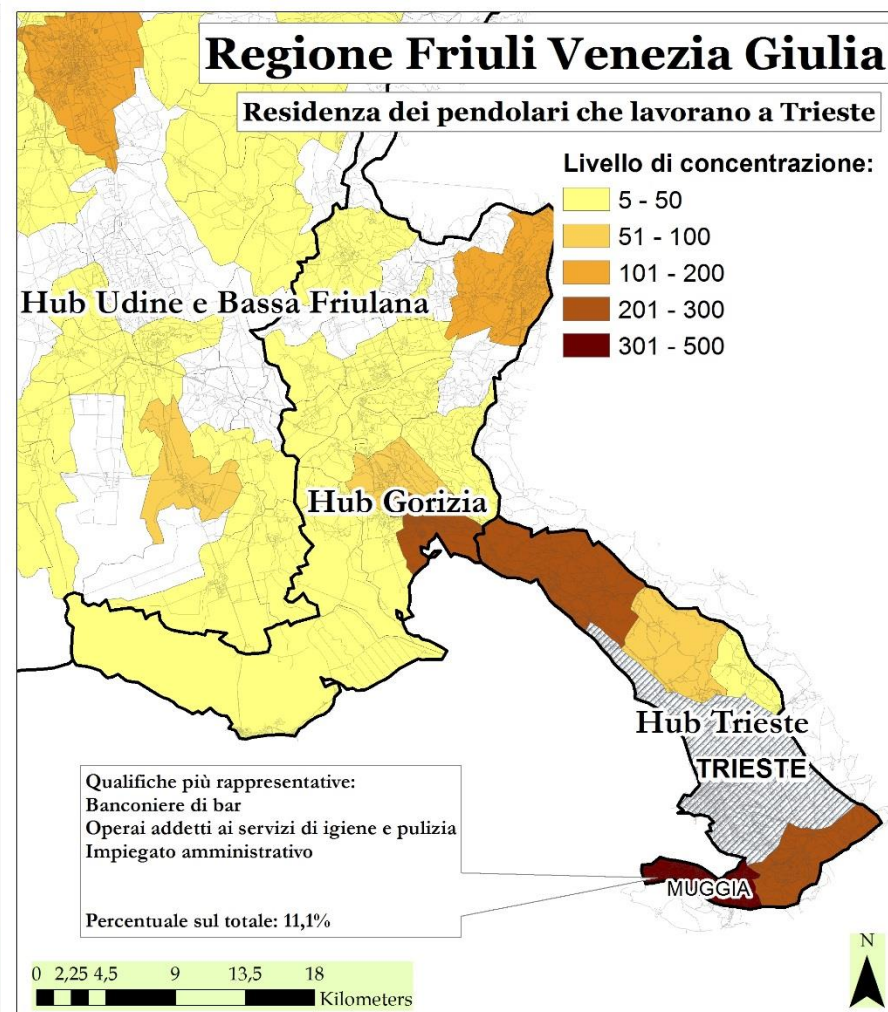 Regione Friuli Venezia Giulia
Residenza dei pendolari che lavorano a Trieste
Livello di concentrazione:
5 - 50
51 - 100
101 - 200
201 - 300
301 - 500
Hub Udine e Bassa Friulana
Hub Gorizia
Hub Trieste
TRIESTE
MUGGIA
Qualifiche più rappresentative:
Banconiere di bar
Operai addetti ai servizi di igiene e pulizia
Impiegato amministrativo
Percentuale sul totale: 11,1%
0 2,25 4,5 9 13,5 18
Kilometers
N